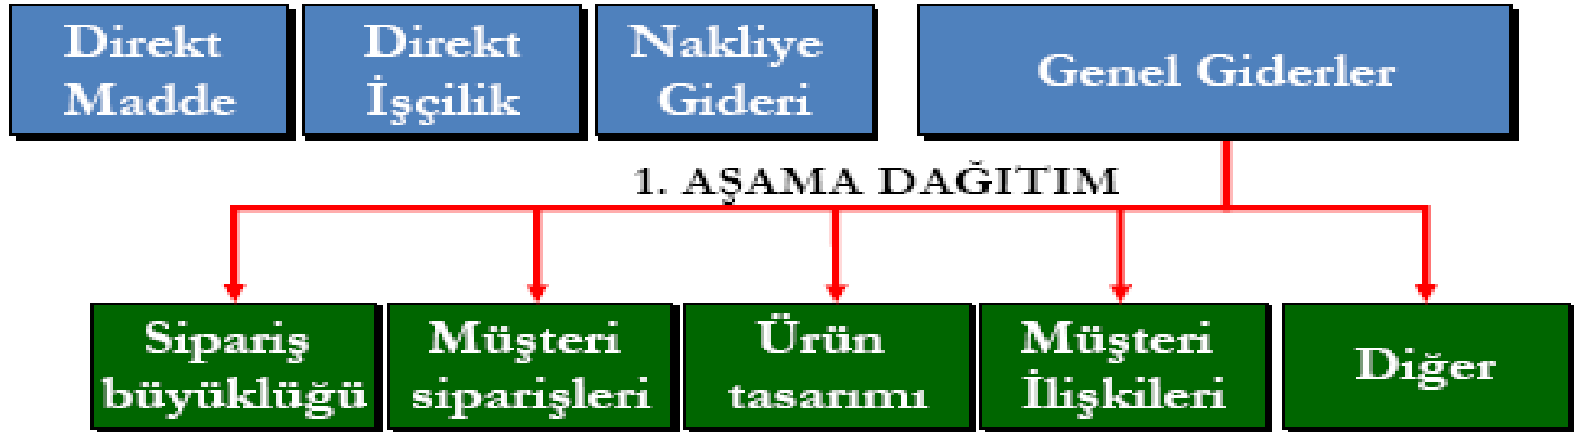 Direkt
Madde
Direkt
İşçilik
Nakliye
Gideri
Genel Giderler
1. AŞAMA DAĞITIM
Sipariş
büyüklüğü
Müşteri
siparişleri
Ürün
tasarımı
Müşteri
İlişkileri
Diğer